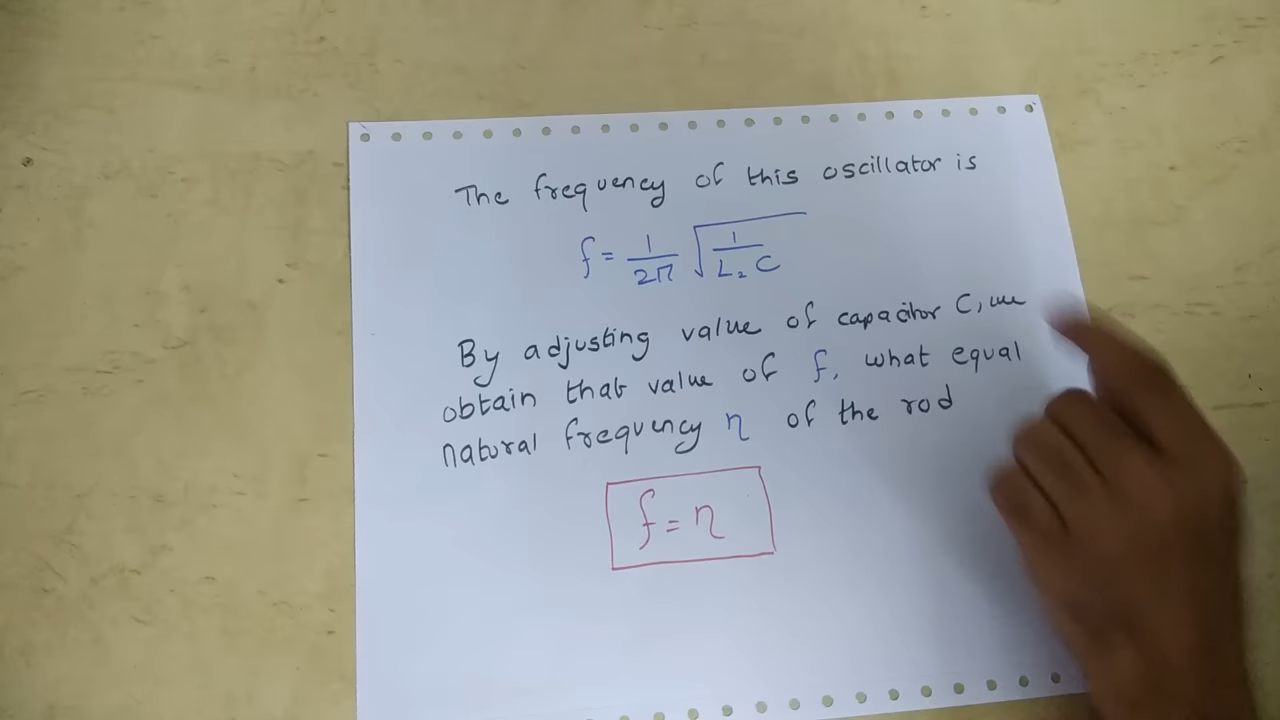 The frequency of this oscillator is
f = 1/2π √1/L₂C
By adjusting value of capacitor C, we
obtain that value of f, what equal
natural frequency η of the rod
f = η